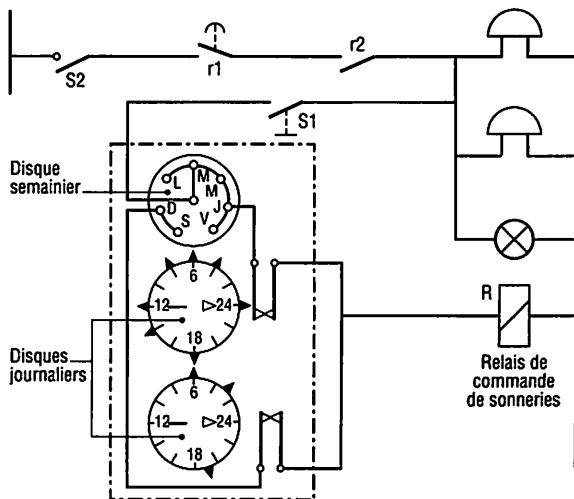 S2
r1
r2
S1
Disque
semainier
L
M
M
J
V
S
D
6
12
24
18
Disques
journaliers
6
12
24
18
R
Relais de
commande
de sonneries